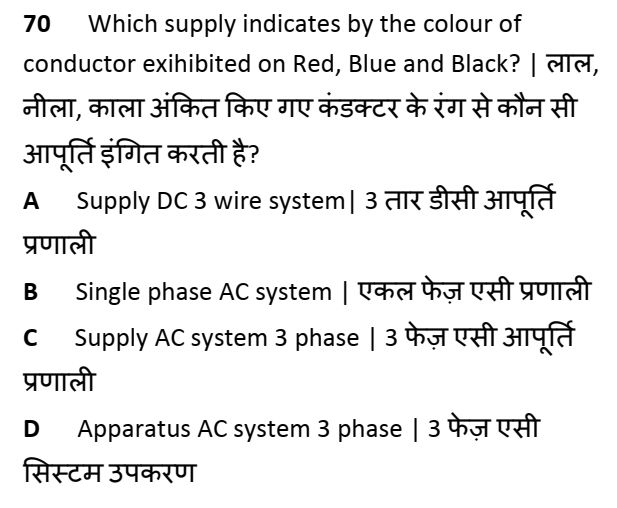 70 Which supply indicates by the colour of
conductor exihibited on Red, Blue and Black? | लाल,
नीला, काला अंकित किए गए कंडक्टर के रंग से कौन सी
आपूर्ति इंगित करती है?
A Supply DC 3 wire system| 3 तार डीसी आपूर्ति
प्रणाली
B Single phase AC system | एकल फेज़ एसी प्रणाली
C Supply AC system 3 phase | 3 फेज़ एसी आपूर्ति
प्रणाली
D Apparatus AC system 3 phase | 3 फेज़ एसी
सिस्टम उपकरण